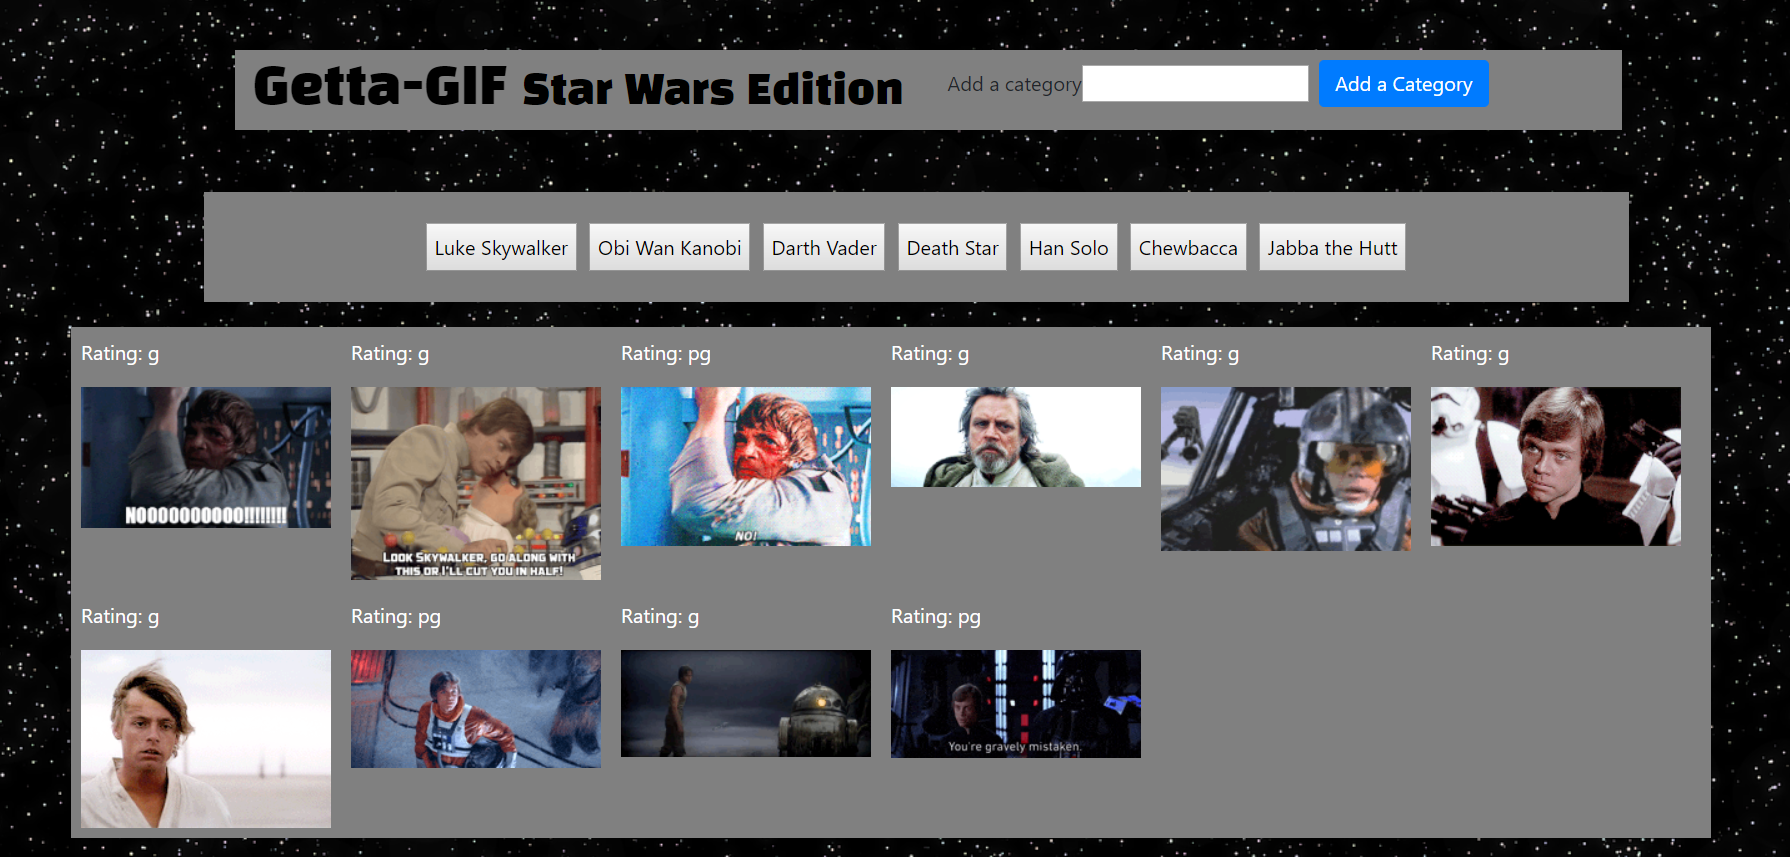 Getta-GIF Star Wars Edition
Add a category
Add a Category
Luke Skywalker
Obi Wan Kanobi
Darth Vader
Death Star
Han Solo
Chewbacca
Jabba the Hutt
Rating: g
Rating: g
Rating: pg
Rating: g
Rating: g
Rating: g
NOOOOOOOOOOO!!!!!!!!
LOOK SKYWALKER, GO ALONG WITH
THIS OR I'LL CUT YOU IN HALF!
NO!
Rating: g
Rating: pg
Rating: g
Rating: pg
You're gravely mistaken.